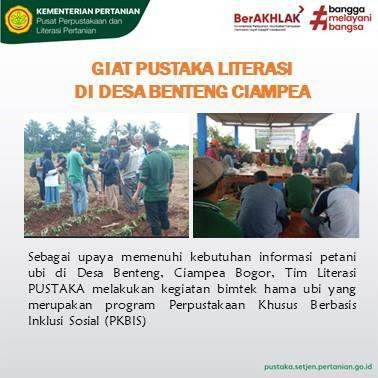 KEMENTERIAN PERTANIAN
Pusat Perpustakaan dan
Literasi Pertanian
BerAKHLAK
#bangga
melayani
bangsa
GIAT PUSTAKA LITERASI
DI DESA BENTENG CIAMPEA
Sebagai upaya memenuhi kebutuhan informasi petani
ubi di Desa Benteng, Ciampea Bogor, Tim Literasi
PUSTAKA melakukan kegiatan bimtek hama ubi yang
merupakan program Perpustakaan Khusus Berbasis
Inklusi Sosial (PKBIS)
pustaka.setjen.pertanian.go.id